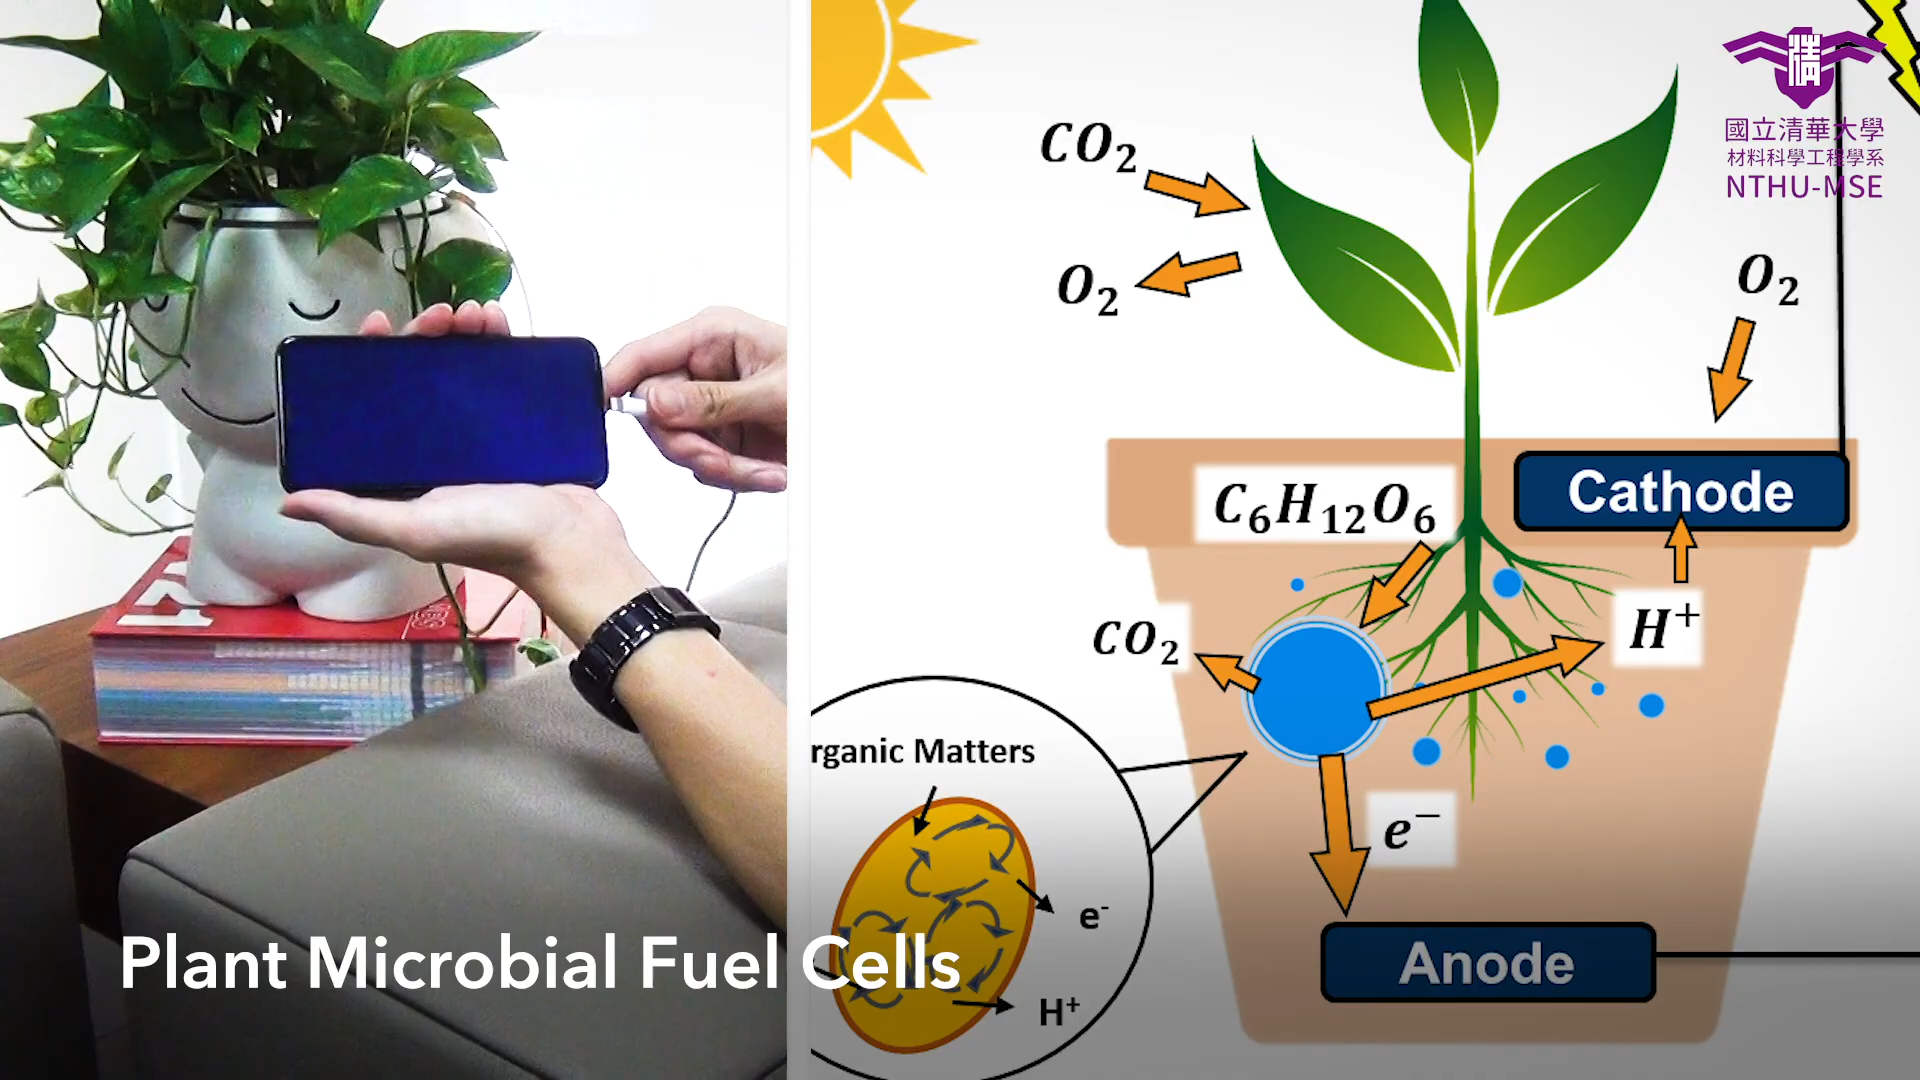 Plant Microbial Fuel Cells
CO2
O2
O2
C6H12O6
Cathode
CO2
H+
e−
Anode
rganic Matters
e-
H+
國立清華大學
材料科學工程學系
NTHU-MSE